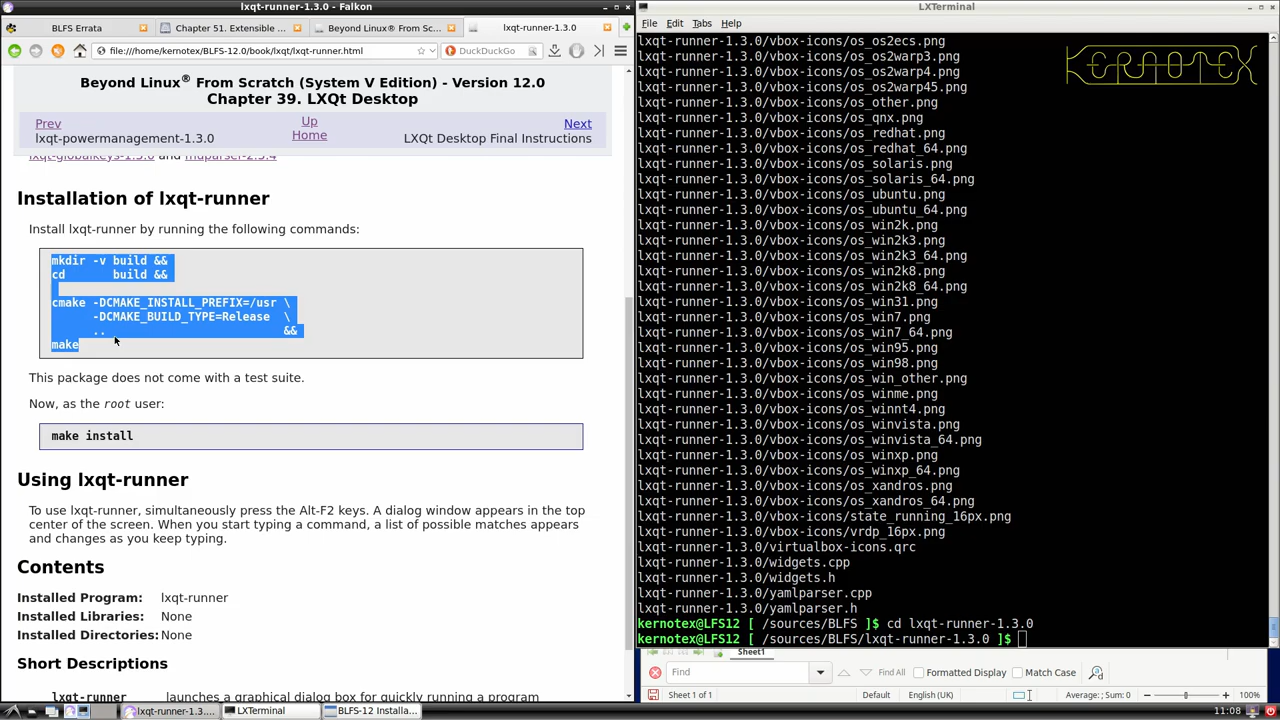 lxqt-runner-1.3.0 - Falkon
BLFS Errata
Chapter 51. Extensible ...
Beyond Linux® From Sc...
lxqt-runner-1.3.0
file:///home/kernotex/BLFS-12.0/book/lxqt/lxqt-runner.html
DuckDuckGo
Beyond Linux® From Scratch (System V Edition) - Version 12.0
Chapter 39. LXQt Desktop
Prev
Up
Next
lxqt-powermanagement-1.3.0
Home
LXQt Desktop Final Instructions
lxqt-globalkeys-1.3.0 and muparser-2.3.4
Installation of lxqt-runner
Install lxqt-runner by running the following commands:
mkdir -v build &&
cd       build &&
cmake -DCMAKE_INSTALL_PREFIX=/usr \
-DCMAKE_BUILD_TYPE=Release  \
..                          &&
make
This package does not come with a test suite.
Now, as the root user:
make install
Using lxqt-runner
To use lxqt-runner, simultaneously press the Alt-F2 keys. A dialog window appears in the top
center of the screen. When you start typing a command, a list of possible matches appears
and changes as you keep typing.
Contents
Installed Program: lxqt-runner
Installed Libraries: None
Installed Directories: None
Short Descriptions
lxqt-runner launches a graphical dialog box for quickly running a program
LXTerminal
File Edit Tabs Help
KERNOTEX
lxqt-runner-1.3.0/vbox-icons/os_os2ecs.png
lxqt-runner-1.3.0/vbox-icons/os_os2warp3.png
lxqt-runner-1.3.0/vbox-icons/os_os2warp4.png
lxqt-runner-1.3.0/vbox-icons/os_os2warp45.png
lxqt-runner-1.3.0/vbox-icons/os_other.png
lxqt-runner-1.3.0/vbox-icons/os_qnx.png
lxqt-runner-1.3.0/vbox-icons/os_redhat.png
lxqt-runner-1.3.0/vbox-icons/os_redhat_64.png
lxqt-runner-1.3.0/vbox-icons/os_solaris.png
lxqt-runner-1.3.0/vbox-icons/os_solaris_64.png
lxqt-runner-1.3.0/vbox-icons/os_ubuntu.png
lxqt-runner-1.3.0/vbox-icons/os_ubuntu_64.png
lxqt-runner-1.3.0/vbox-icons/os_win2k.png
lxqt-runner-1.3.0/vbox-icons/os_win2k3.png
lxqt-runner-1.3.0/vbox-icons/os_win2k3_64.png
lxqt-runner-1.3.0/vbox-icons/os_win2k8.png
lxqt-runner-1.3.0/vbox-icons/os_win2k8_64.png
lxqt-runner-1.3.0/vbox-icons/os_win31.png
lxqt-runner-1.3.0/vbox-icons/os_win7.png
lxqt-runner-1.3.0/vbox-icons/os_win7_64.png
lxqt-runner-1.3.0/vbox-icons/os_win95.png
lxqt-runner-1.3.0/vbox-icons/os_win98.png
lxqt-runner-1.3.0/vbox-icons/os_win_other.png
lxqt-runner-1.3.0/vbox-icons/os_winme.png
lxqt-runner-1.3.0/vbox-icons/os_winnt4.png
lxqt-runner-1.3.0/vbox-icons/os_winvista.png
lxqt-runner-1.3.0/vbox-icons/os_winvista_64.png
lxqt-runner-1.3.0/vbox-icons/os_winxp.png
lxqt-runner-1.3.0/vbox-icons/os_winxp_64.png
lxqt-runner-1.3.0/vbox-icons/os_xandros.png
lxqt-runner-1.3.0/vbox-icons/os_xandros_64.png
lxqt-runner-1.3.0/vbox-icons/state_running_16px.png
lxqt-runner-1.3.0/vbox-icons/vrdp_16px.png
lxqt-runner-1.3.0/virtualbox-icons.qrc
lxqt-runner-1.3.0/widgets.cpp
lxqt-runner-1.3.0/widgets.h
lxqt-runner-1.3.0/yamlparser.cpp
lxqt-runner-1.3.0/yamlparser.h
kernotex@LFS12 [ /sources/BLFS ]$ cd lxqt-runner-1.3.0
kernotex@LFS12 [ /sources/BLFS/lxqt-runner-1.3.0 ]$
Sheet1
Find
Find All
Formatted Display
Match Case
Sheet 1 of 1
Default
English (UK)
Average: ; Sum: 0
100%
lxqt-runner-1.3....
LXTerminal
BLFS-12 Installa...
11:08